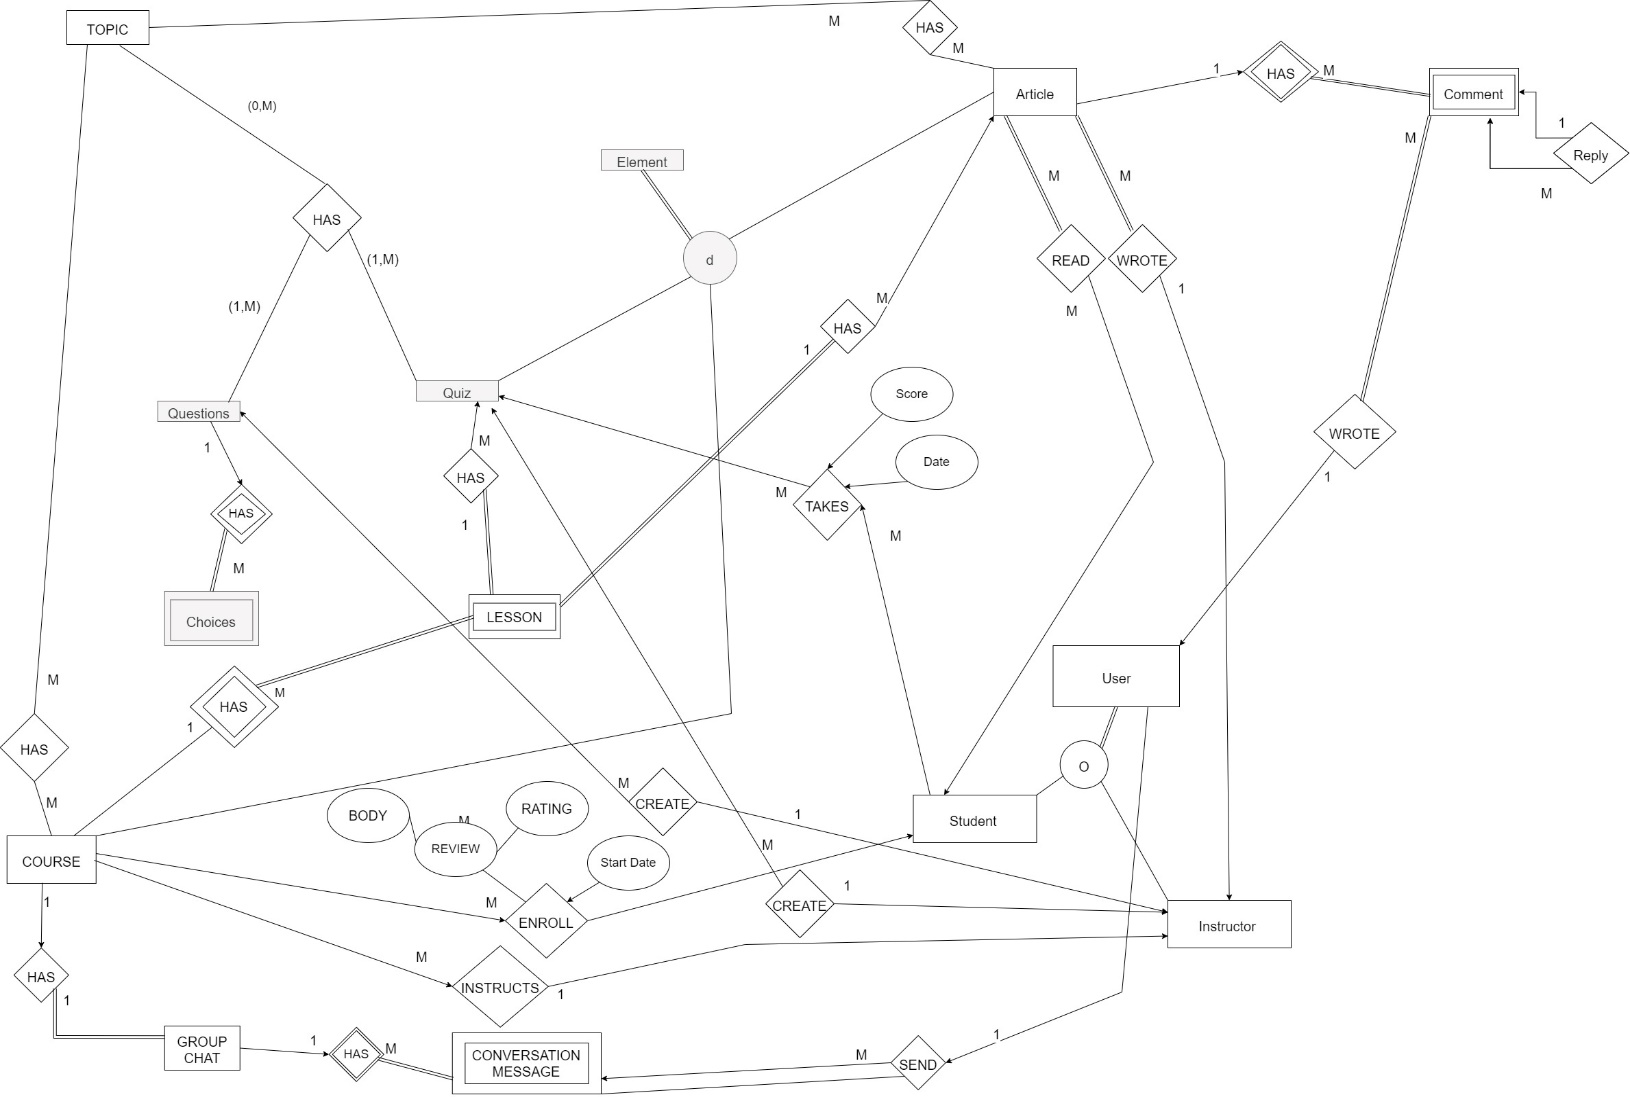 M
HAS
TOPIC
M
1
HAS
M
Article
Comment
(0,M)
1
M
Reply
Element
M
M
M
HAS
(1,M)
d
READ
WROTE
1
M
(1,M)
M
HAS
1
Quiz
Score
Questions
1
M
WROTE
Date
HAS
1
M
TAKES
HAS
1
M
M
LESSON
Choices
M
User
M
HAS
1
HAS
O
M
M
CREATE
1
BODY
RATING
M
Student
REVIEW
M
COURSE
Start Date
1
M
1
CREATE
ENROLL
Instructor
M
HAS
INSTRUCTS
1
1
1
GROUP
CHAT
1
HAS
M
CONVERSATION
MESSAGE
M
SEND